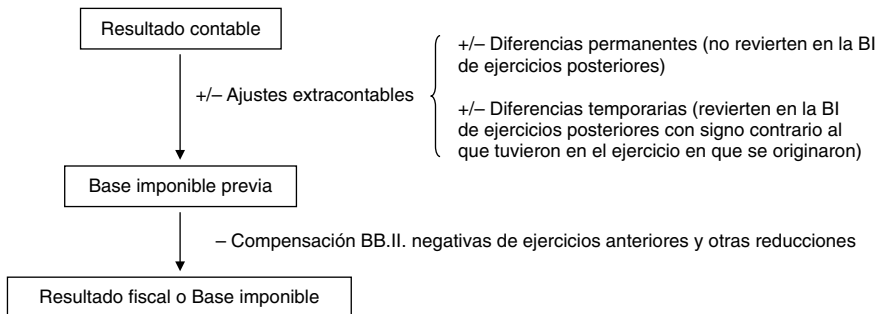 Resultado contable
+/– Ajustes extracontables
+/– Diferencias permanentes (no revierten en la BI
de ejercicios posteriores)
+/– Diferencias temporarias (revierten en la BI
de ejercicios posteriores con signo contrario al
que tuvieron en el ejercicio en que se originaron)
Base imponible previa
– Compensación BB.II. negativas de ejercicios anteriores y otras reducciones
Resultado fiscal o Base imponible